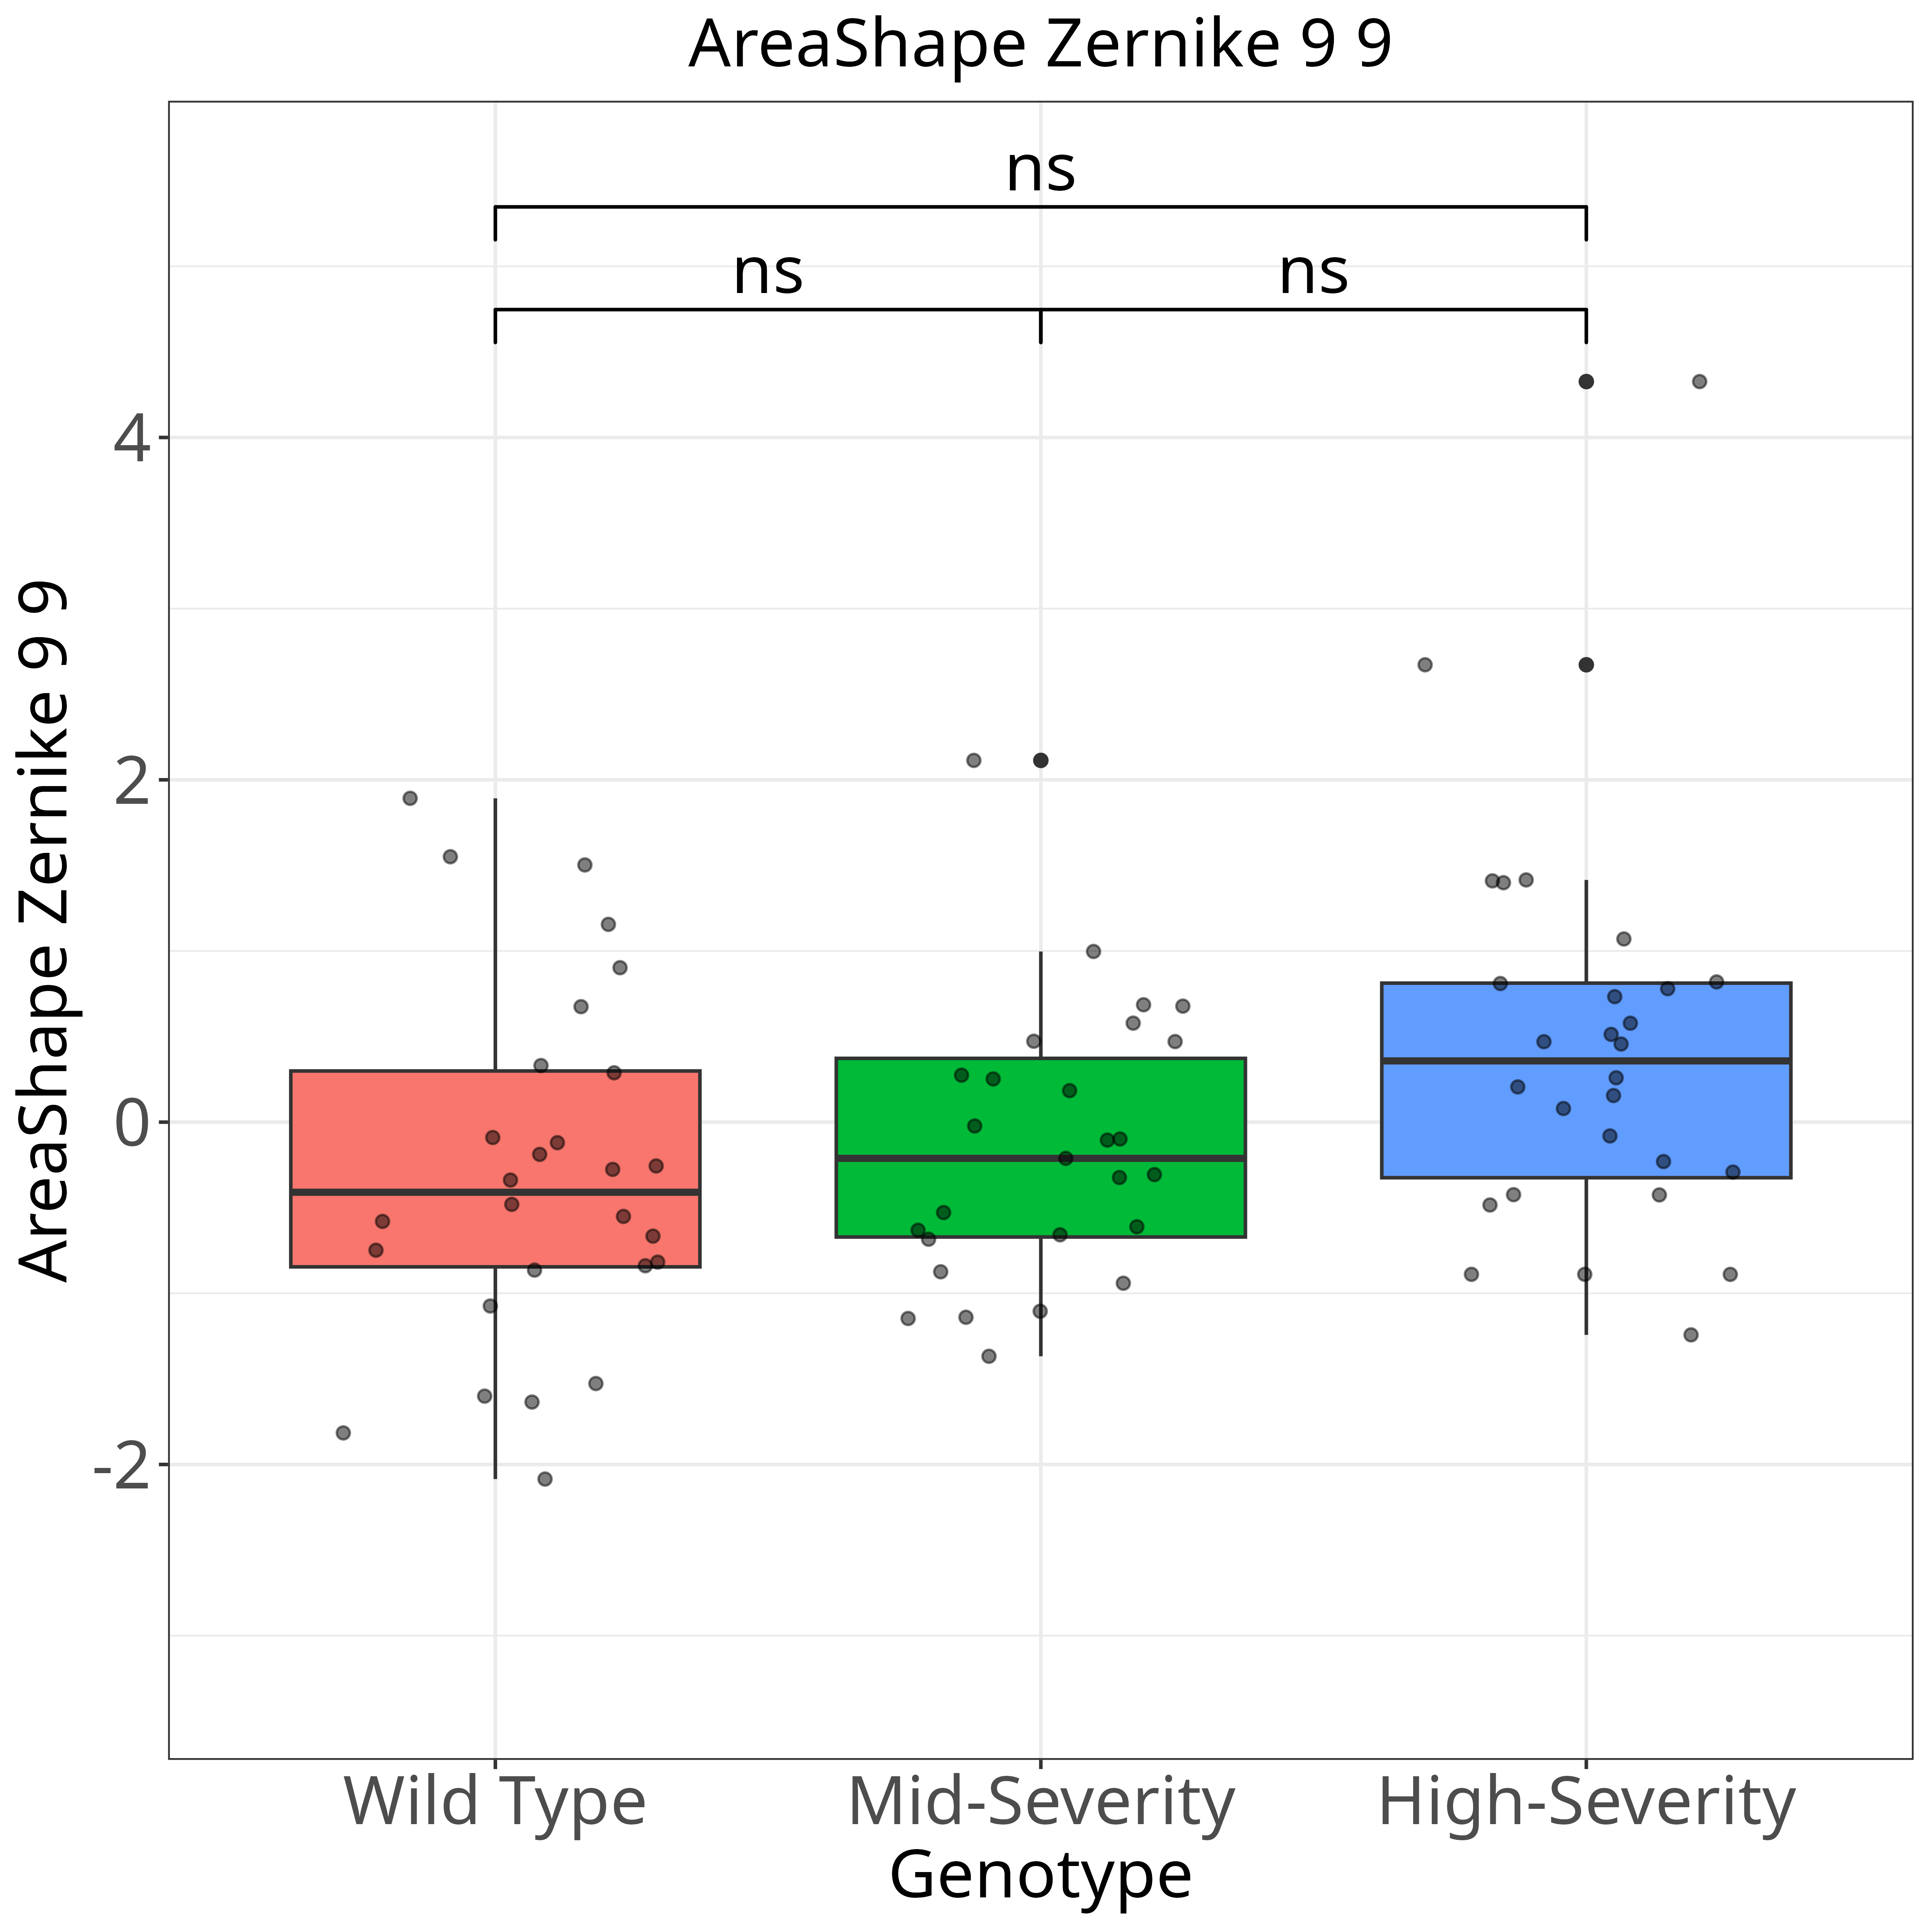 AreaShape Zernike 9 9
ns
ns ns
AreaShape Zernike 9 9
4
2
0
-2
Wild Type Mid-Severity High-Severity
Genotype